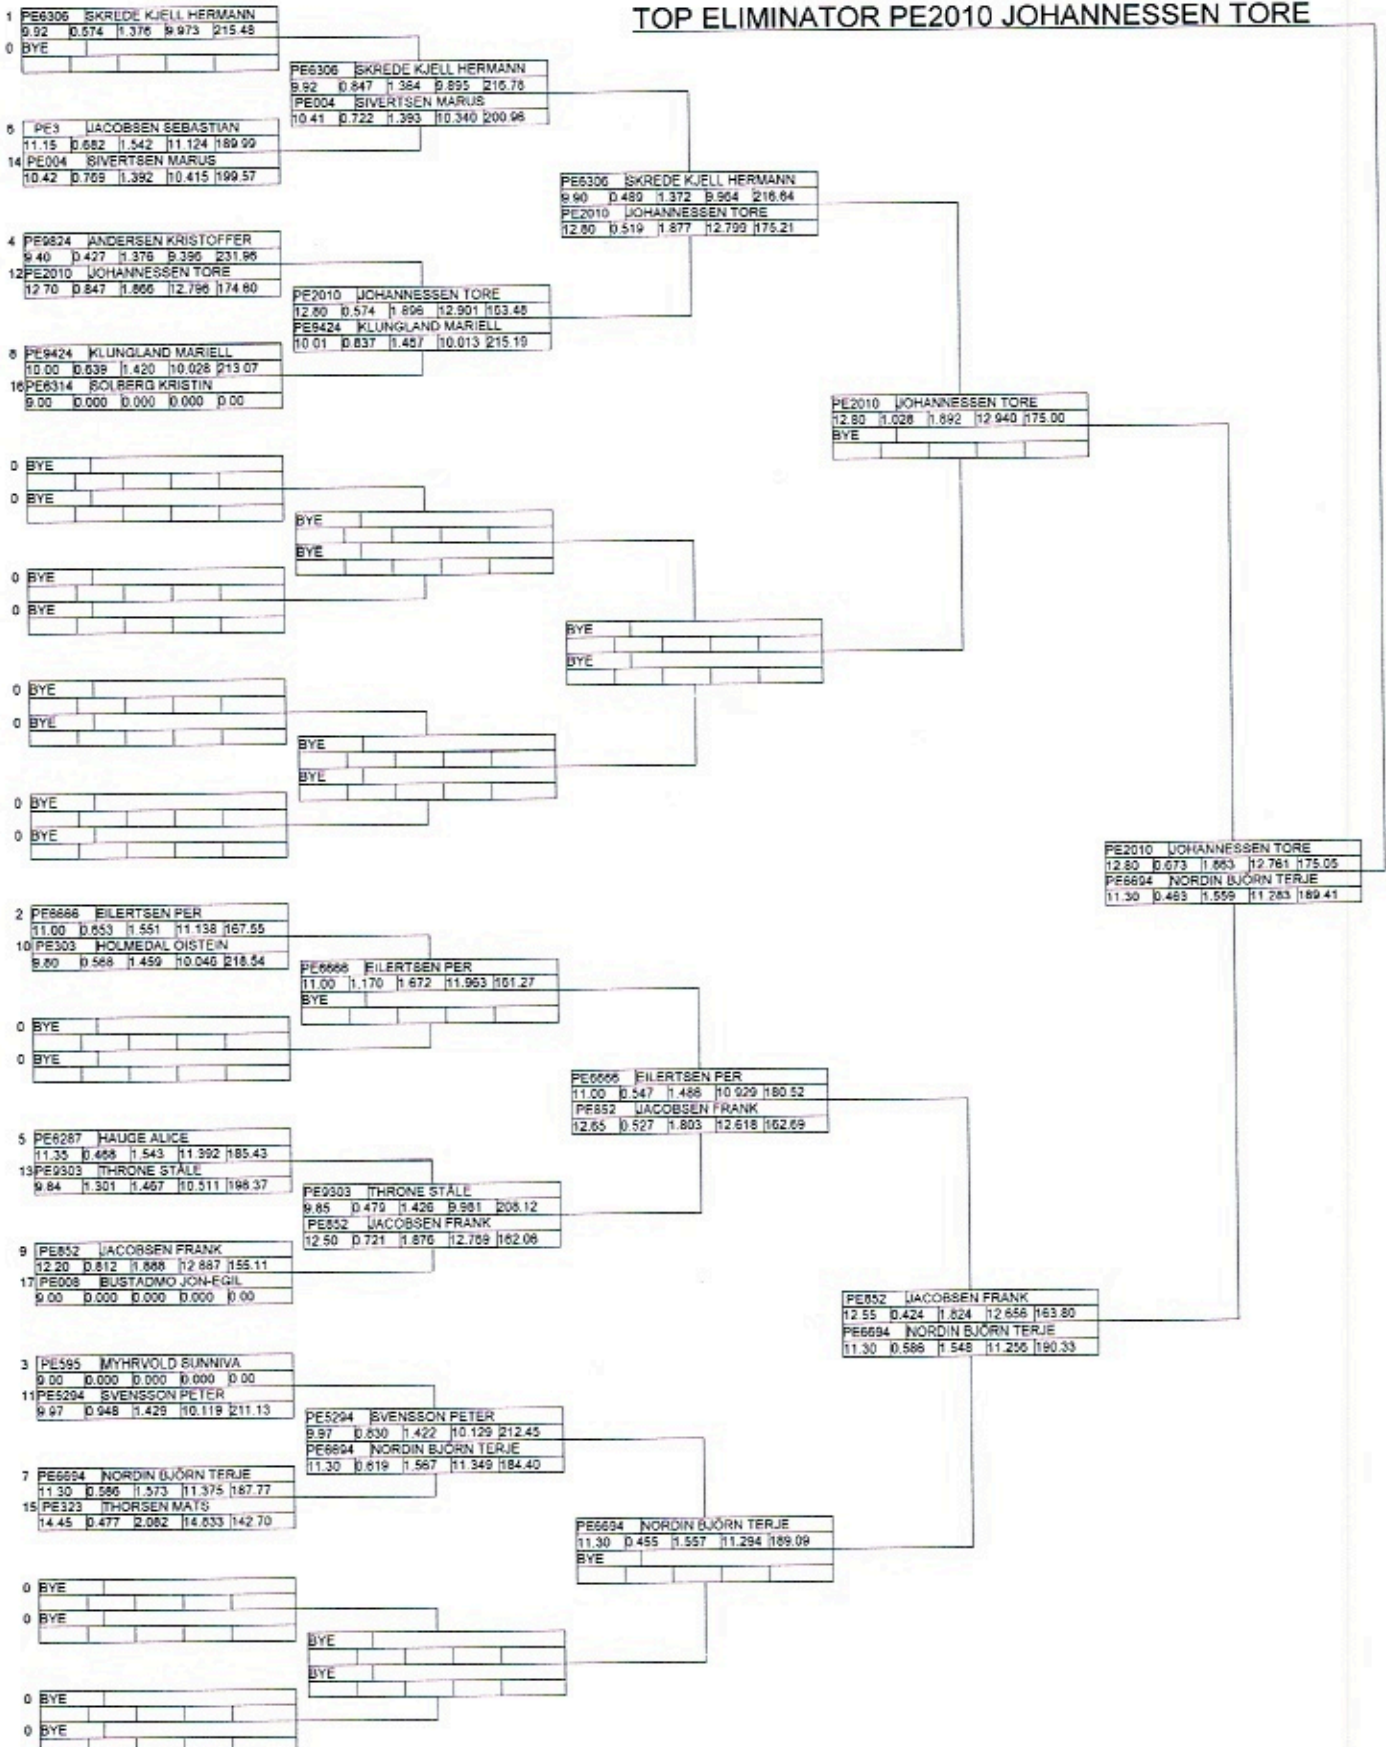 TOP ELIMINATOR PE2010 JOHANNESSEN TORE
1 PE6306 SKREDE KJELL HERMANN
9.92 0.574 1.376 9.973 215.48
0 BYE
PE6306 SKREDE KJELL HERMANN
9.92 0.847 1.364 9.895 216.78
PE004 SIVERTSEN MARUS
10.41 0.722 1.393 10.340 200.96
6 PE3 JACOBSEN SEBASTIAN
11.15 0.682 1.542 11.124 189.99
14 PE004 SIVERTSEN MARUS
10.42 0.769 1.392 10.415 199.57
PE6306 SKREDE KJELL HERMANN
9.90 0.489 1.372 9.964 216.64
PE2010 JOHANNESSEN TORE
12.80 0.519 1.877 12.799 175.21
4 PE9824 ANDERSEN KRISTOFFER
9.40 0.427 1.376 9.396 231.96
12 PE2010 JOHANNESSEN TORE
12.70 0.847 1.866 12.796 174.60
PE2010 JOHANNESSEN TORE
12.80 0.574 1.896 12.901 163.48
PE9424 KLUNGLAND MARIELL
10.01 0.837 1.467 10.013 215.19
8 PE9424 KLUNGLAND MARIELL
10.00 0.639 1.420 10.028 213.07
16 PE6314 SOLBERG KRISTIN
9.00 0.000 0.000 0.000 0.00
PE2010 JOHANNESSEN TORE
12.80 1.028 1.892 12.940 175.00
BYE
0 BYE
0 BYE
BYE
BYE
0 BYE
0 BYE
BYE
BYE
0 BYE
0 BYE
BYE
BYE
0 BYE
0 BYE
PE2010 JOHANNESSEN TORE
12.80 0.673 1.863 12.761 175.05
PE6694 NORDIN BJÖRN TERJE
11.30 0.463 1.559 11.283 189.41
2 PE6666 EILERTSEN PER
11.00 0.653 1.551 11.138 167.55
10 PE303 HOLMEDAL OISTEIN
9.80 0.568 1.459 10.046 218.54
PE6666 EILERTSEN PER
11.00 1.170 1.672 11.963 161.27
BYE
0 BYE
0 BYE
PE6666 EILERTSEN PER
11.00 0.547 1.486 10.929 180.52
PE852 JACOBSEN FRANK
12.65 0.527 1.803 12.618 162.69
5 PE6287 HAUGE ALICE
11.35 0.468 1.543 11.392 185.43
13 PE9303 THRONE STÅLE
9.84 1.301 1.467 10.511 196.37
PE9303 THRONE STÅLE
9.85 0.479 1.426 9.981 208.12
PE852 JACOBSEN FRANK
12.50 0.721 1.876 12.789 162.06
9 PE852 JACOBSEN FRANK
12.20 0.812 1.888 12.887 155.11
17 PE008 BUSTADMO JON-EGIL
9.00 0.000 0.000 0.000 0.00
PE852 JACOBSEN FRANK
12.55 0.424 1.824 12.656 163.80
PE6694 NORDIN BJÖRN TERJE
11.30 0.586 1.548 11.256 190.33
3 PE595 MYHRVOLD SUNNIVA
9.00 0.000 0.000 0.000 0.00
11 PE5294 SVENSSON PETER
9.97 0.948 1.429 10.119 211.13
PE5294 SVENSSON PETER
9.97 0.830 1.422 10.129 212.45
PE6694 NORDIN BJÖRN TERJE
11.30 0.619 1.567 11.349 184.40
7 PE6694 NORDIN BJÖRN TERJE
11.30 0.586 1.573 11.375 187.77
15 PE323 THORSEN MATS
14.45 0.477 2.082 14.833 142.70
PE6694 NORDIN BJÖRN TERJE
11.30 0.455 1.557 11.294 189.09
BYE
0 BYE
0 BYE
BYE
BYE
0 BYE
0 BYE